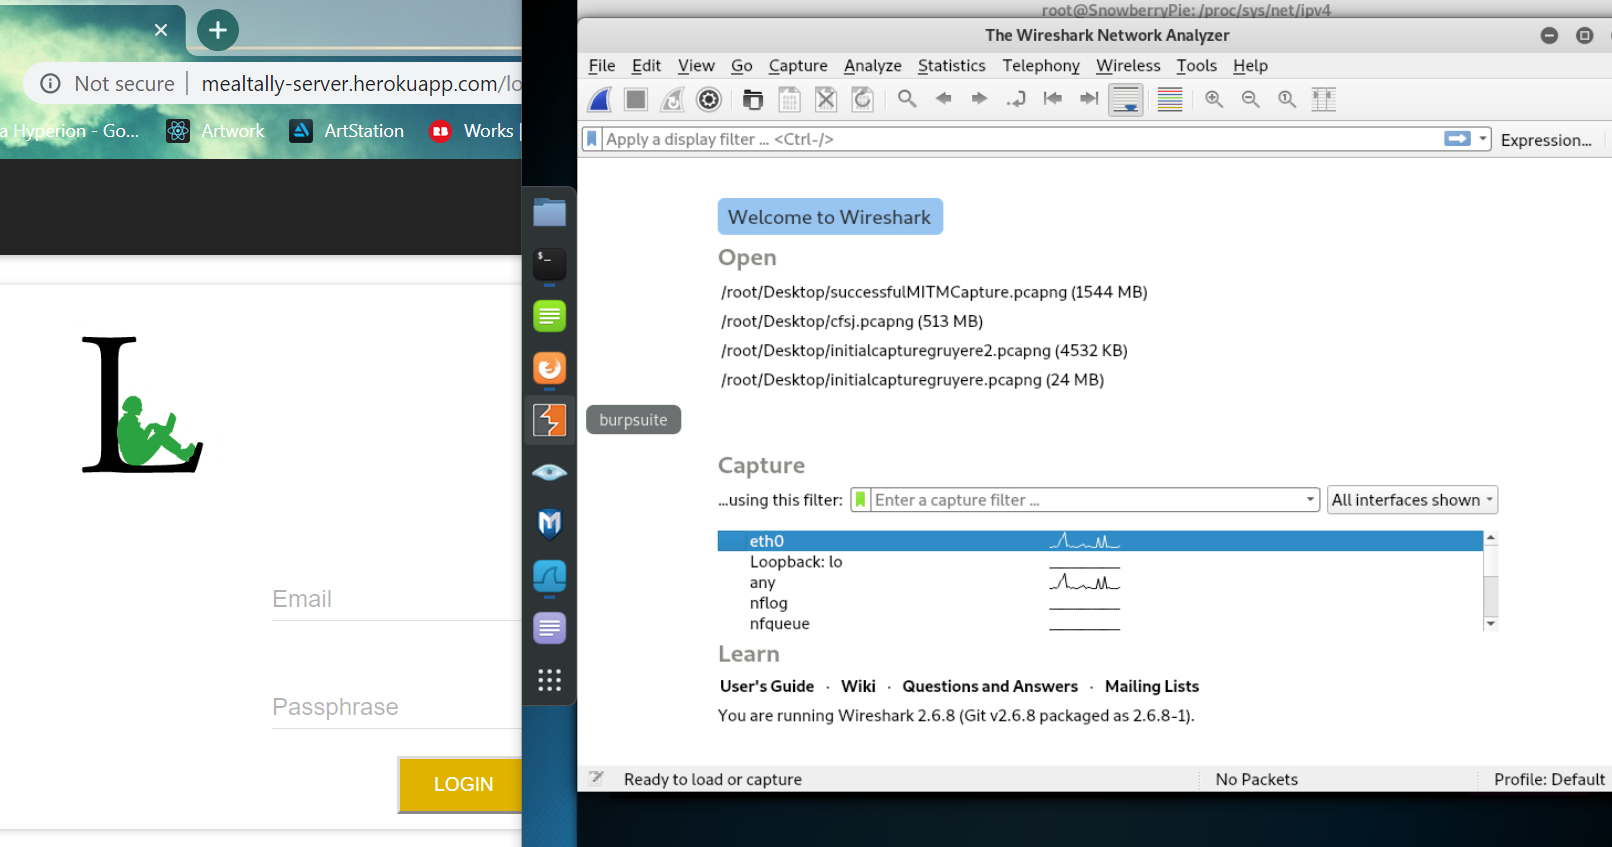 root@SnowberryPie: /proc/sys/net/ipv4
The Wireshark Network Analyzer
Not secure | mealtally-server.herokuapp.com/lo
a Hyperion - Go... Artwork ArtStation RB Works |
L
Email
Passphrase
LOGIN
$_
burpsuite
File Edit View Go Capture Analyze Statistics Telephony Wireless Tools Help
Apply a display filter ... <Ctrl-/>
Expression...
Welcome to Wireshark
Open
/root/Desktop/successfulMITMCapture.pcapng (1544 MB)
/root/Desktop/cfsj.pcapng (513 MB)
/root/Desktop/initialcapturegruyere2.pcapng (4532 KB)
/root/Desktop/initialcapturegruyere.pcapng (24 MB)
Capture
...using this filter: Enter a capture filter ... All interfaces shown
eth0
Loopback: lo
any
nflog
nfqueue
Learn
User's Guide · Wiki · Questions and Answers · Mailing Lists
You are running Wireshark 2.6.8 (Git v2.6.8 packaged as 2.6.8-1).
Ready to load or capture No Packets Profile: Default